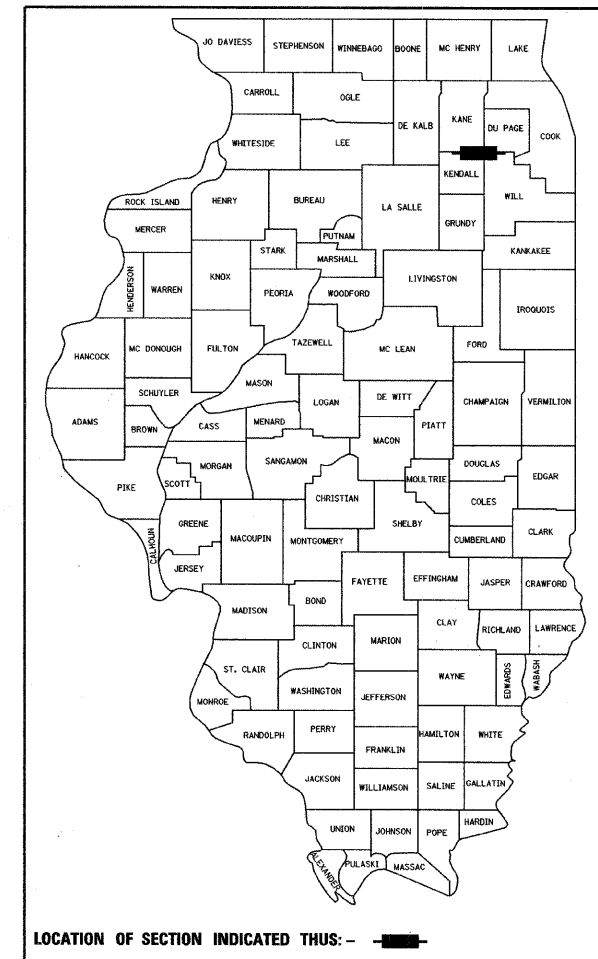 JO DAVIESS STEPHENSON WINNEBAGO BOONE MC HENRY LAKE
CARROLL OGLE DE KALB KANE DU PAGE COOK
WHITESIDE LEE KENDALL WILL
ROCK ISLAND HENRY BUREAU LA SALLE GRUNDY
MERCER PUTNAM KANKAKEE
HENDERSON WARREN KNOX STARK MARSHALL LIVINGSTON
PEORIA WOODFORD IROQUOIS
HANCOCK MC DONOUGH FULTON TAZEWELL MC LEAN FORD
SCHUYLER MASON LOGAN DE WITT CHAMPAIGN VERMILION
ADAMS BROWN CASS MENARD MACON PIATT
PIKE SCOTT MORGAN SANGAMON CHRISTIAN MOULTRIE DOUGLAS EDGAR
COLES
CALHOUN GREENE MACOUPIN MONTGOMERY SHELBY CUMBERLAND CLARK
JERSEY FAYETTE EFFINGHAM JASPER CRAWFORD
MADISON BOND
CLINTON MARION CLAY RICHLAND LAWRENCE
ST. CLAIR WASHINGTON JEFFERSON WAYNE EDWARDS WABASH
MONROE
RANDOLPH PERRY FRANKLIN HAMILTON WHITE
JACKSON WILLIAMSON SALINE GALLATIN
UNION JOHNSON POPE HARDIN
ALEXANDER PULASKI MASSAC
LOCATION OF SECTION INDICATED THUS: -